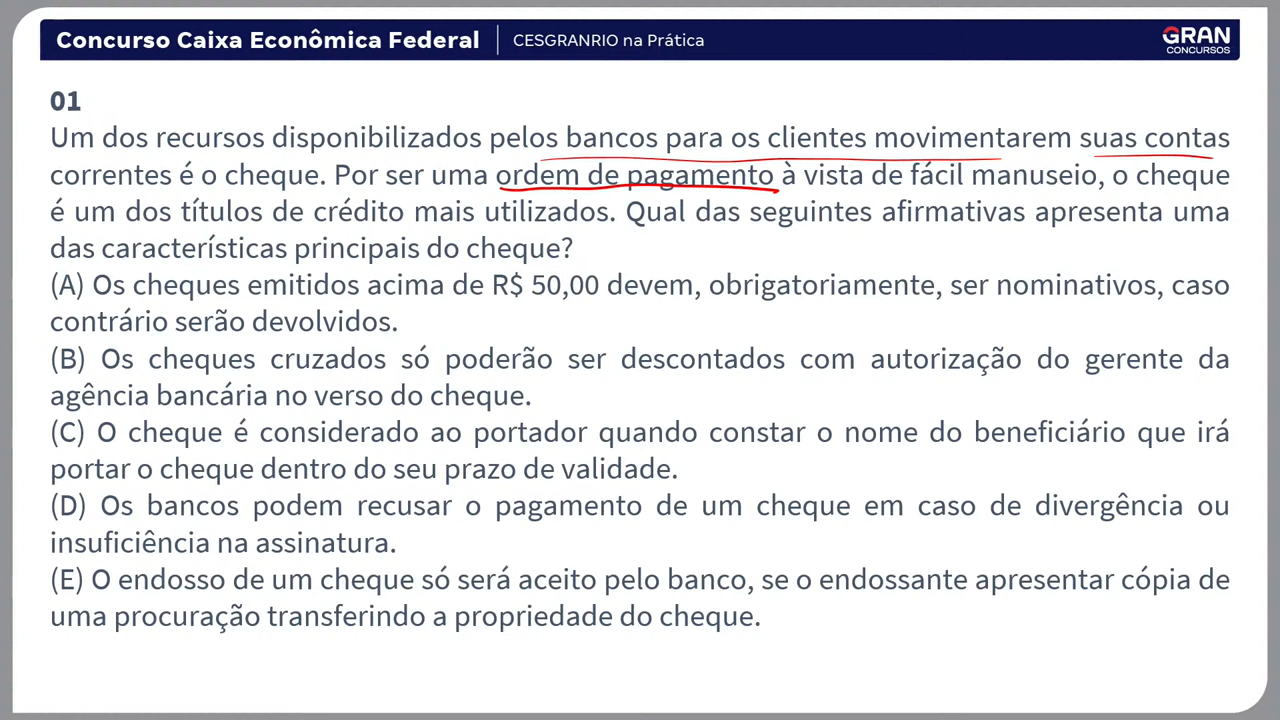 Concurso Caixa Econômica Federal | CESGRANRIO na Prática GRAN
CONCURSOS
01
Um dos recursos disponibilizados pelos bancos para os clientes movimentarem suas contas
correntes é o cheque. Por ser uma ordem de pagamento à vista de fácil manuseio, o cheque
é um dos títulos de crédito mais utilizados. Qual das seguintes afirmativas apresenta uma
das características principais do cheque?
(A) Os cheques emitidos acima de R$ 50,00 devem, obrigatoriamente, ser nominativos, caso
contrário serão devolvidos.
(B) Os cheques cruzados só poderão ser descontados com autorização do gerente da
agência bancária no verso do cheque.
(C) O cheque é considerado ao portador quando constar o nome do beneficiário que irá
portar o cheque dentro do seu prazo de validade.
(D) Os bancos podem recusar o pagamento de um cheque em caso de divergência ou
insuficiência na assinatura.
(E) O endosso de um cheque só será aceito pelo banco, se o endossante apresentar cópia de
uma procuração transferindo a propriedade do cheque.